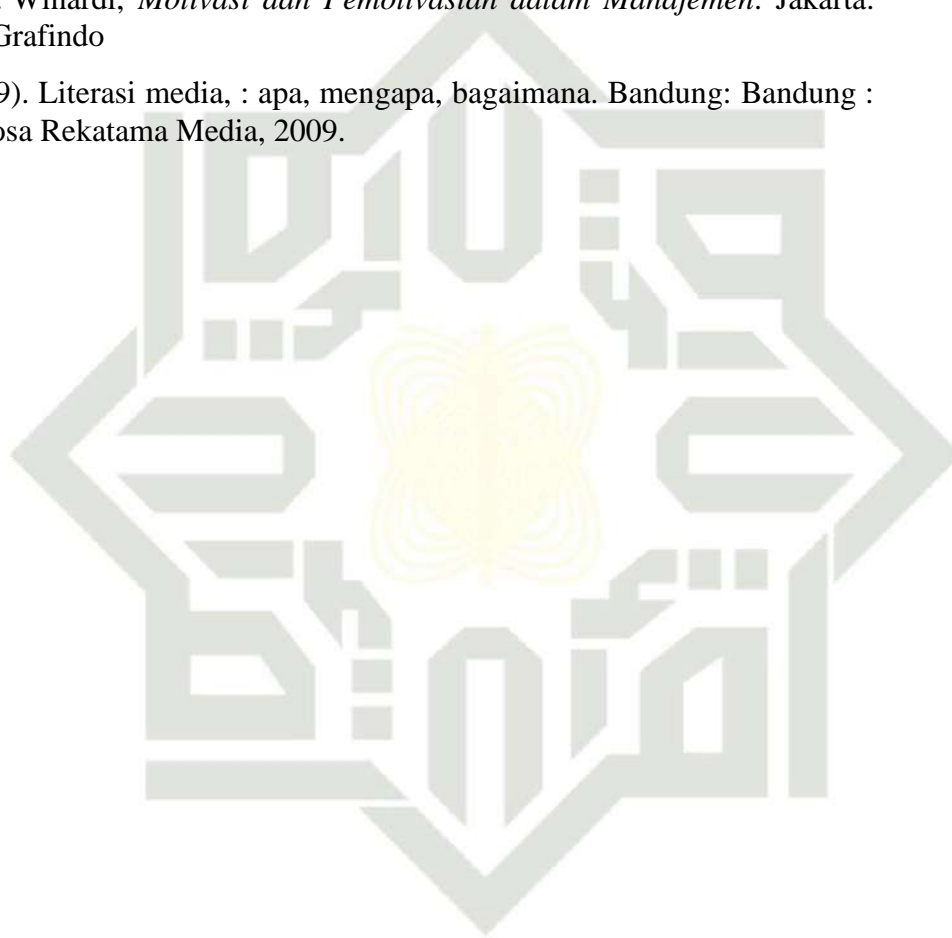 . Winardi, Motivasi dan Pemotivasian dalam Manajemen. Jakarta.
Grafindo
9). Literasi media, : apa, mengapa, bagaimana. Bandung: Bandung :
osa Rekatama Media, 2009.